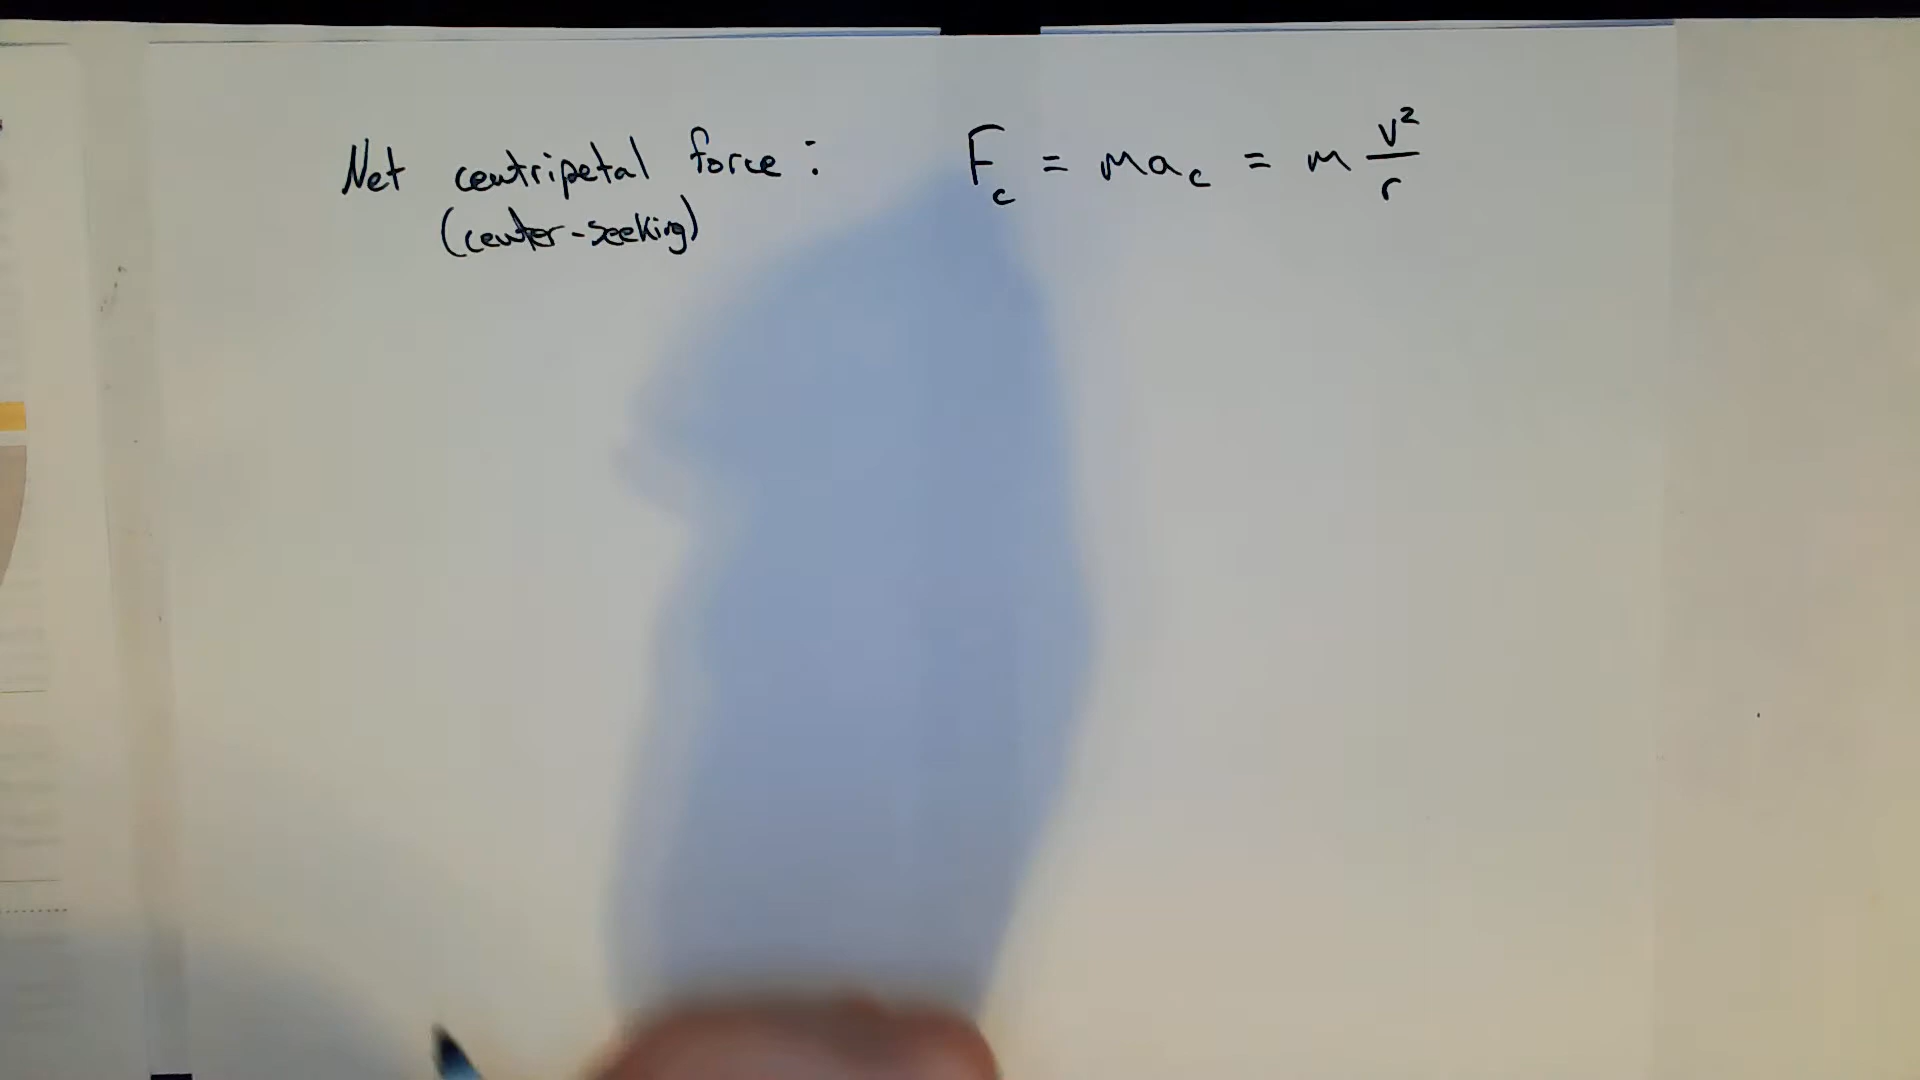 Net centripetal force : F_c = ma_c = m v²/r
(center-seeking)